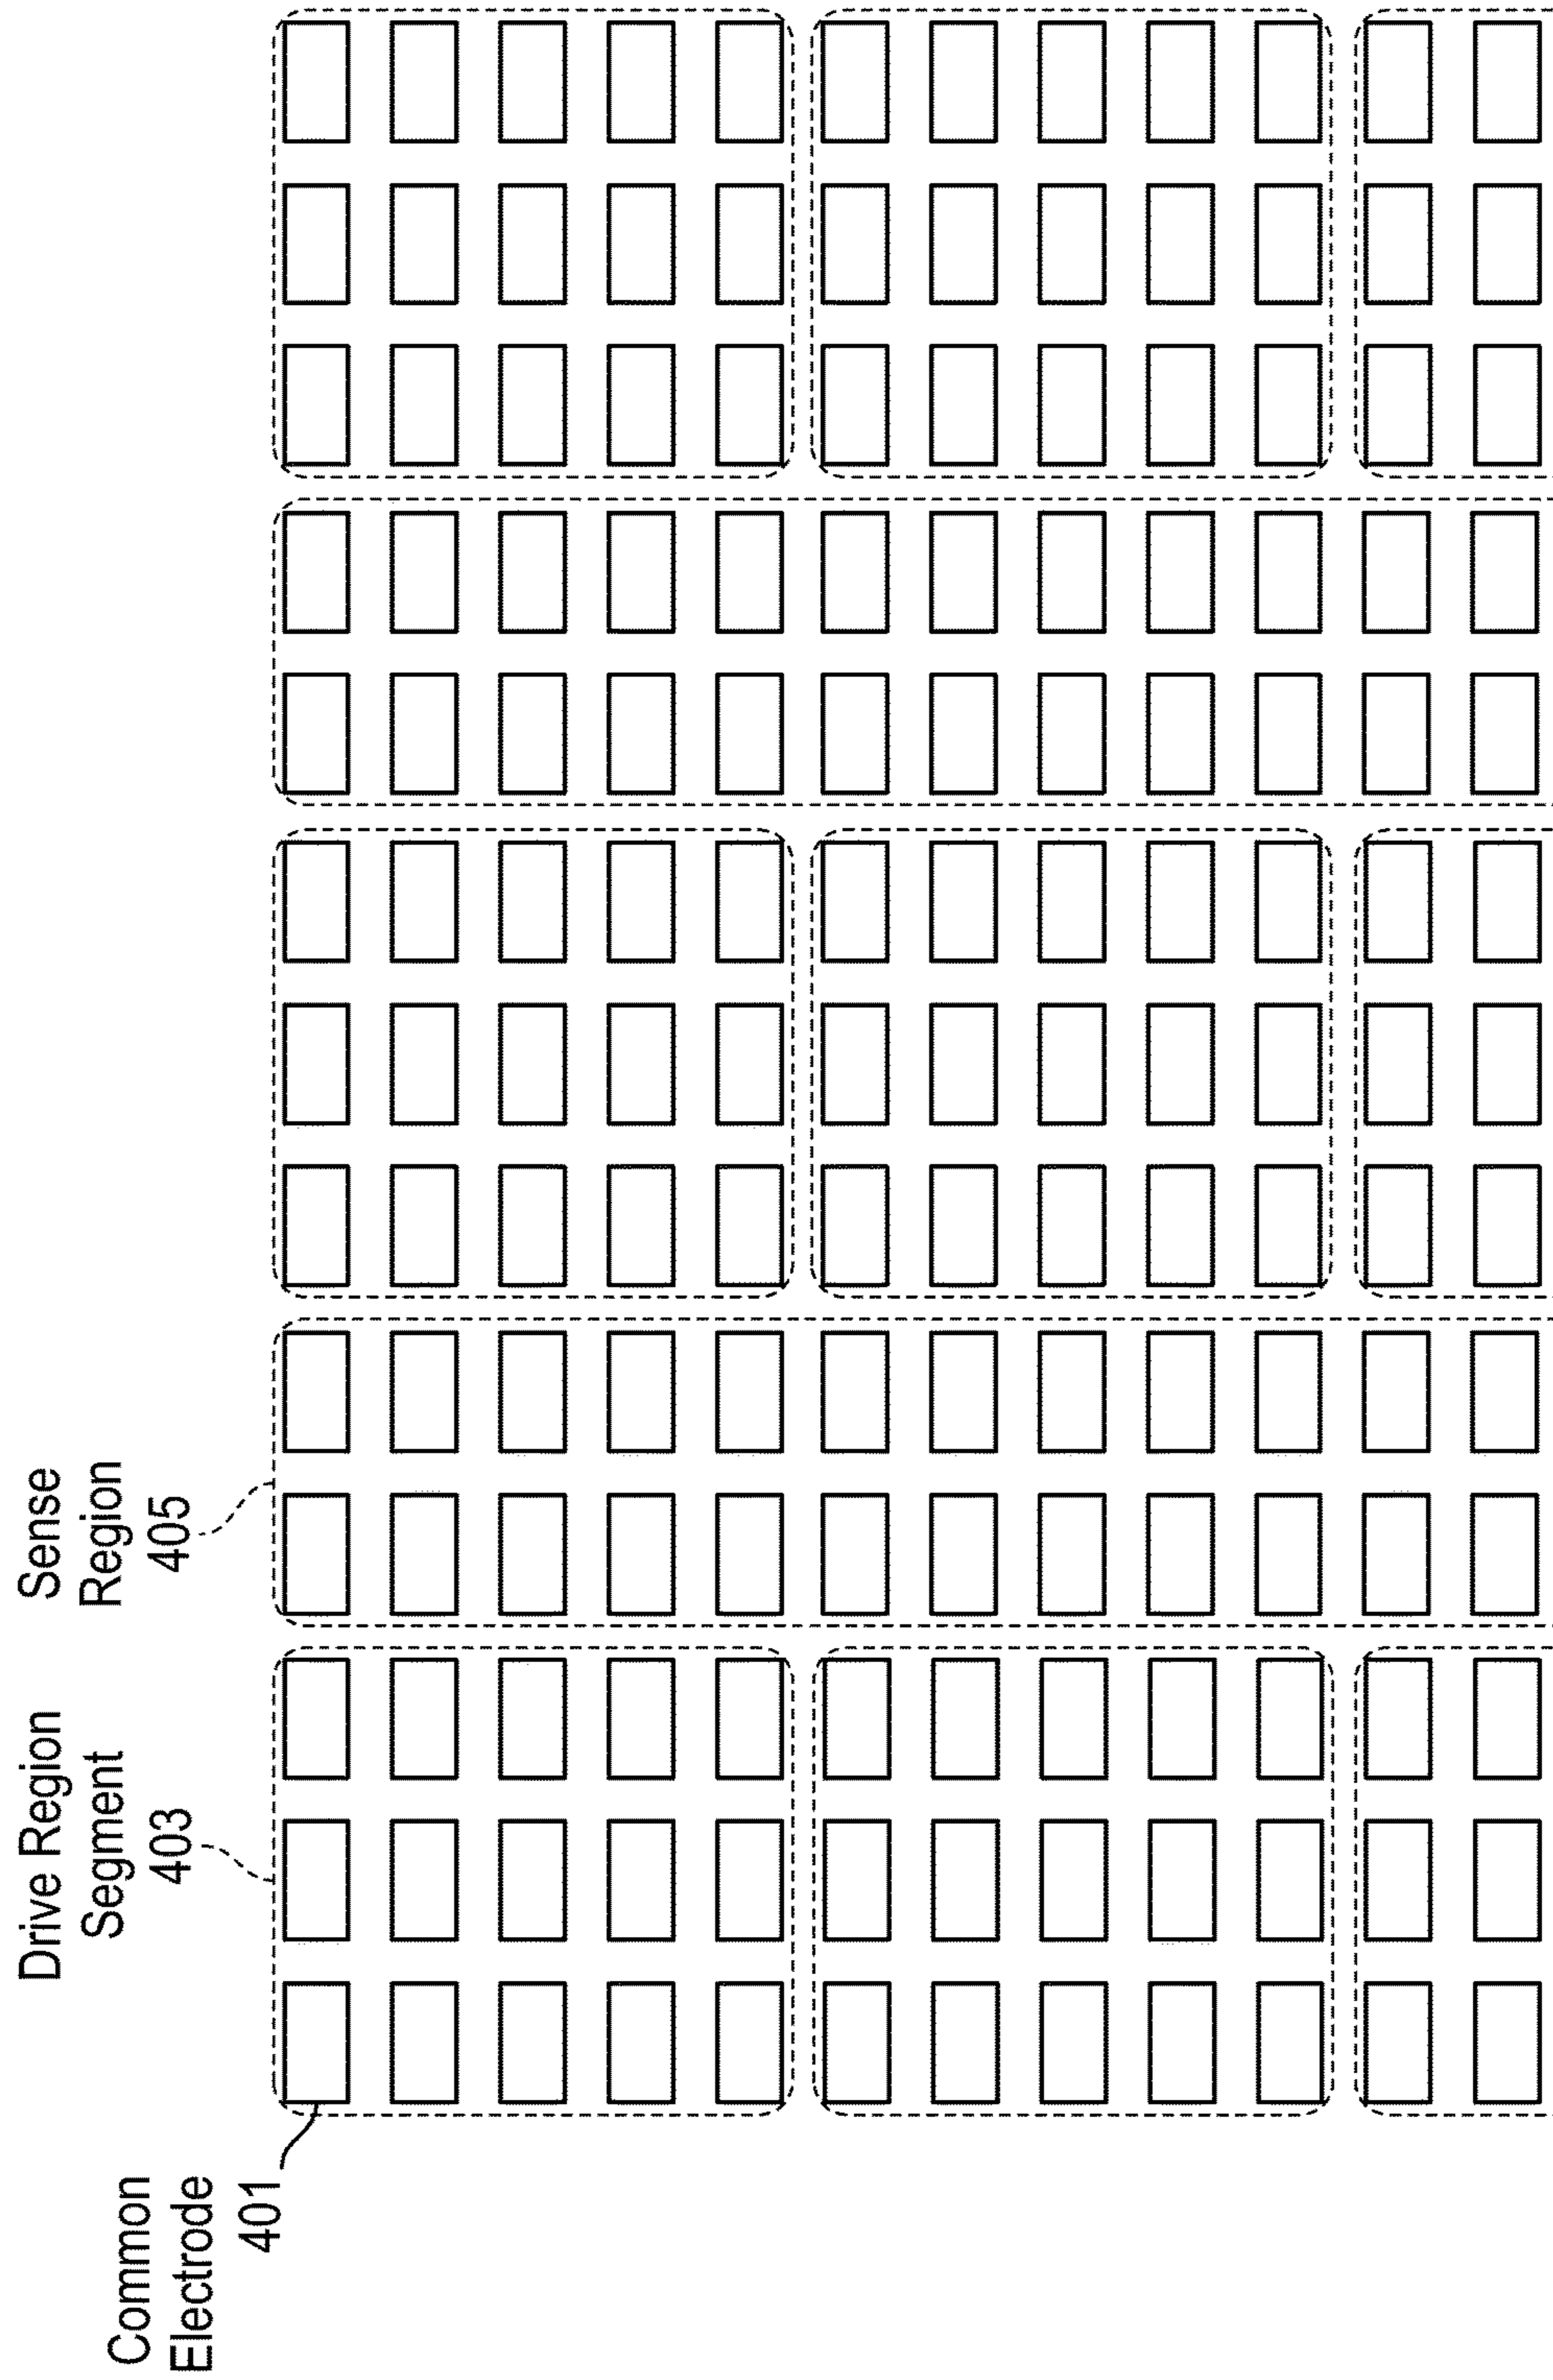 Common
Electrode
401
Drive Region
Segment
403
Sense
Region
405